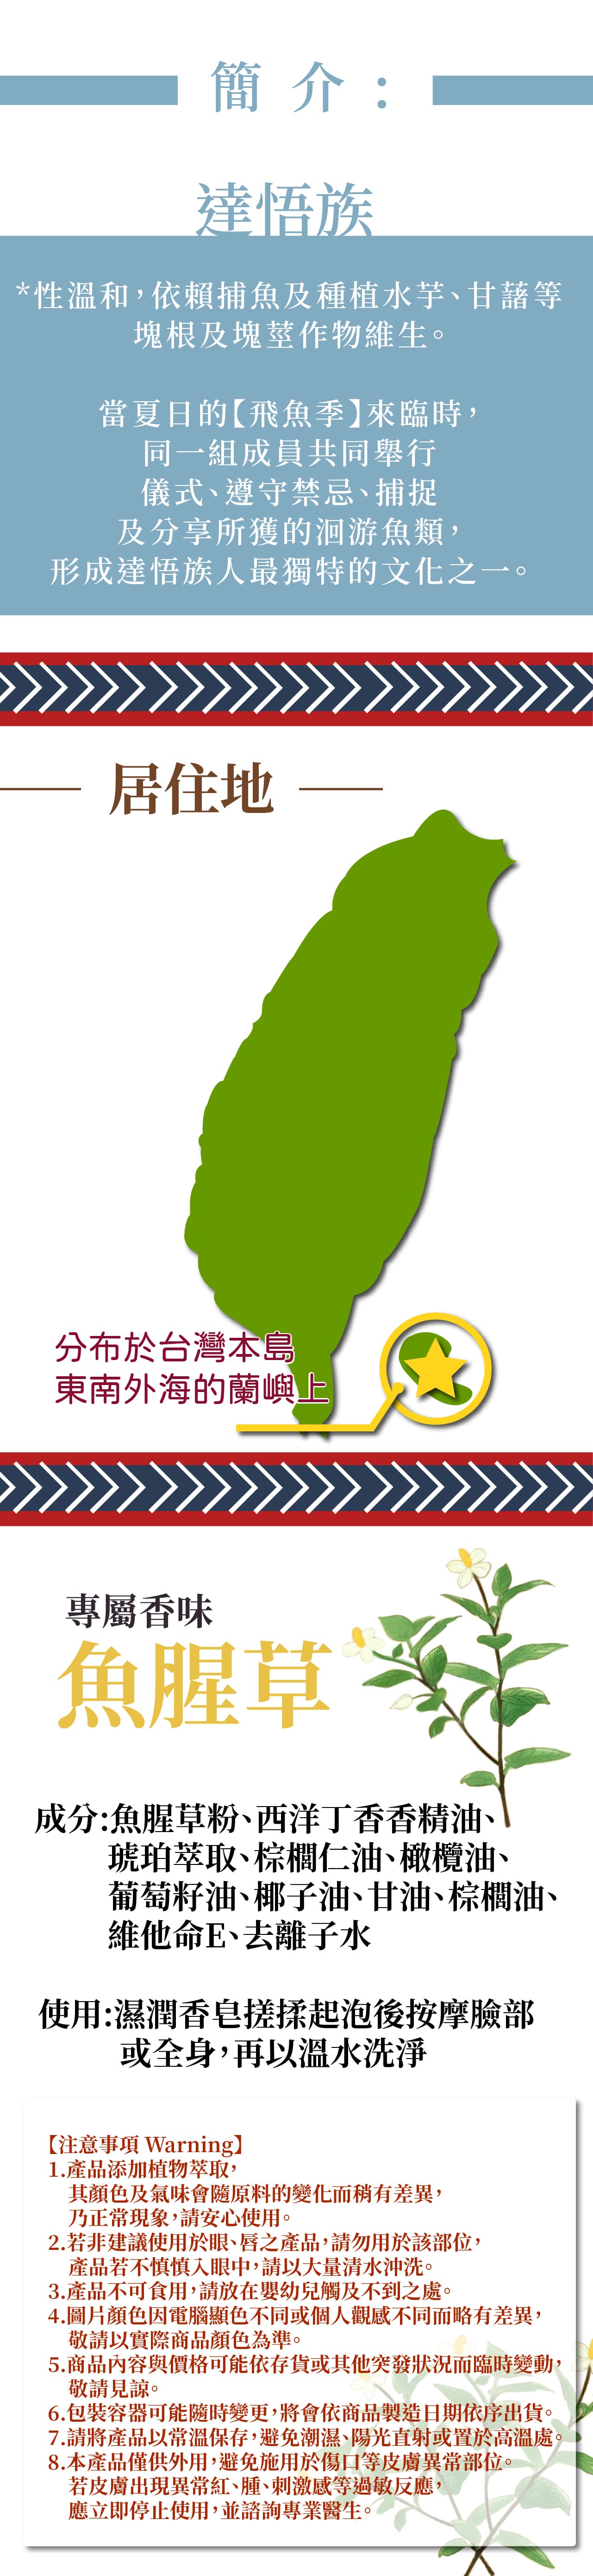 簡介:
達悟族
*性溫和,依賴捕魚及種植水芋、甘藷等
塊根及塊莖作物維生。
當夏日的【飛魚季】來臨時,
同一組成員共同舉行
儀式、遵守禁忌、捕捉
及分享所獲的洄游魚類,
形成達悟族人最獨特的文化之一。
居住地
分布於台灣本島
東南外海的蘭嶼上
專屬香味
魚腥草
成分:魚腥草粉、西洋丁香香精油、
琥珀萃取、棕櫚仁油、橄欖油、
葡萄籽油、椰子油、甘油、棕櫚油、
維他命E、去離子水
使用:濕潤香皂搓揉起泡後按摩臉部
或全身,再以溫水洗淨
【注意事項 Warning】
1.產品添加植物萃取,
其顏色及氣味會隨原料的變化而稍有差異,
乃正常現象,請安心使用。
2.若非建議使用於眼、唇之產品,請勿用於該部位,
產品若不慎慎入眼中,請以大量清水沖洗。
3.產品不可食用,請放在嬰幼兒觸及不到之處。
4.圖片顏色因電腦顯色不同或個人觀感不同而略有差異,
敬請以實際商品顏色為準。
5.商品內容與價格可能依存貨或其他突發狀況而臨時變動,
敬請見諒。
6.包裝容器可能隨時變更,將會依商品製造日期依序出貨。
7.請將產品以常溫保存,避免潮濕、陽光直射或置於高溫處。
8.本產品僅供外用,避免施用於傷口等皮膚異常部位。
若皮膚出現異常紅、腫、刺激感等過敏反應,
應立即停止使用,並諮詢專業醫生。